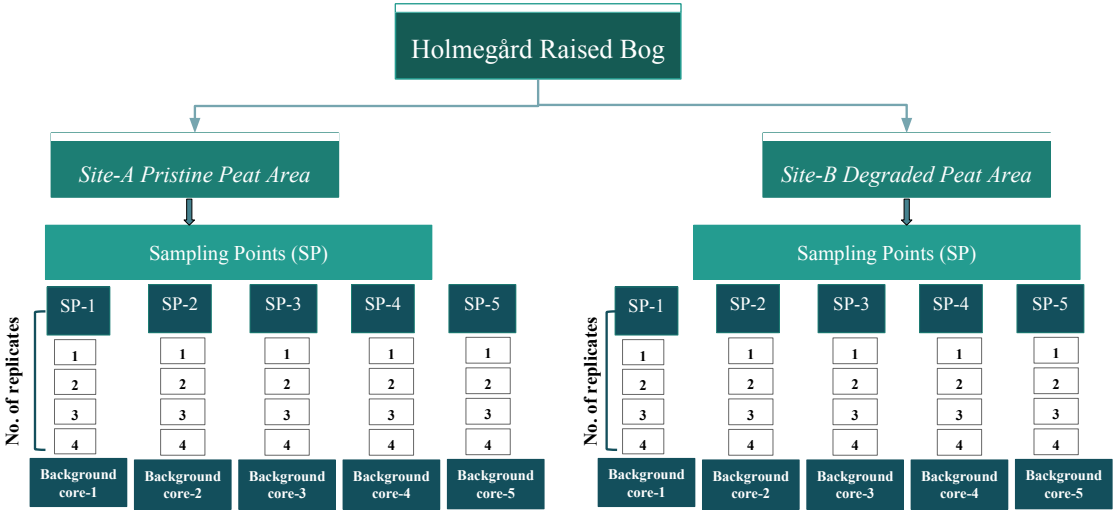 Holmegård Raised Bog
Site-A Pristine Peat Area
Site-B Degraded Peat Area
Sampling Points (SP)
Sampling Points (SP)
No. of replicates
SP-1 SP-2 SP-3 SP-4 SP-5
1 1 1 1 1
2 2 2 2 2
3 3 3 3 3
4 4 4 4 4
Background core-1
Background core-2
Background core-3
Background core-4
Background core-5
No. of replicates
SP-1 SP-2 SP-3 SP-4 SP-5
1 1 1 1 1
2 2 2 2 2
3 3 3 3 3
4 4 4 4 4
Background core-1
Background core-2
Background core-3
Background core-4
Background core-5